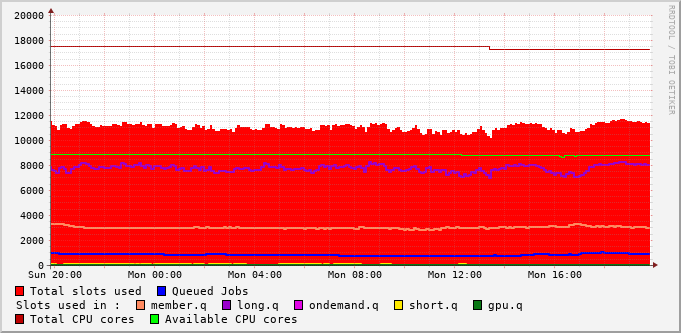 20000
18000
16000
14000
12000
10000
8000
6000
4000
2000
0
Sun 20:00 Mon 00:00 Mon 04:00 Mon 08:00 Mon 12:00 Mon 16:00
Total slots used Queued Jobs
Slots used in : member.q long.q ondemand.q short.q gpu.q
Total CPU cores Available CPU cores
RRDTOOL / TOBI OETIKER